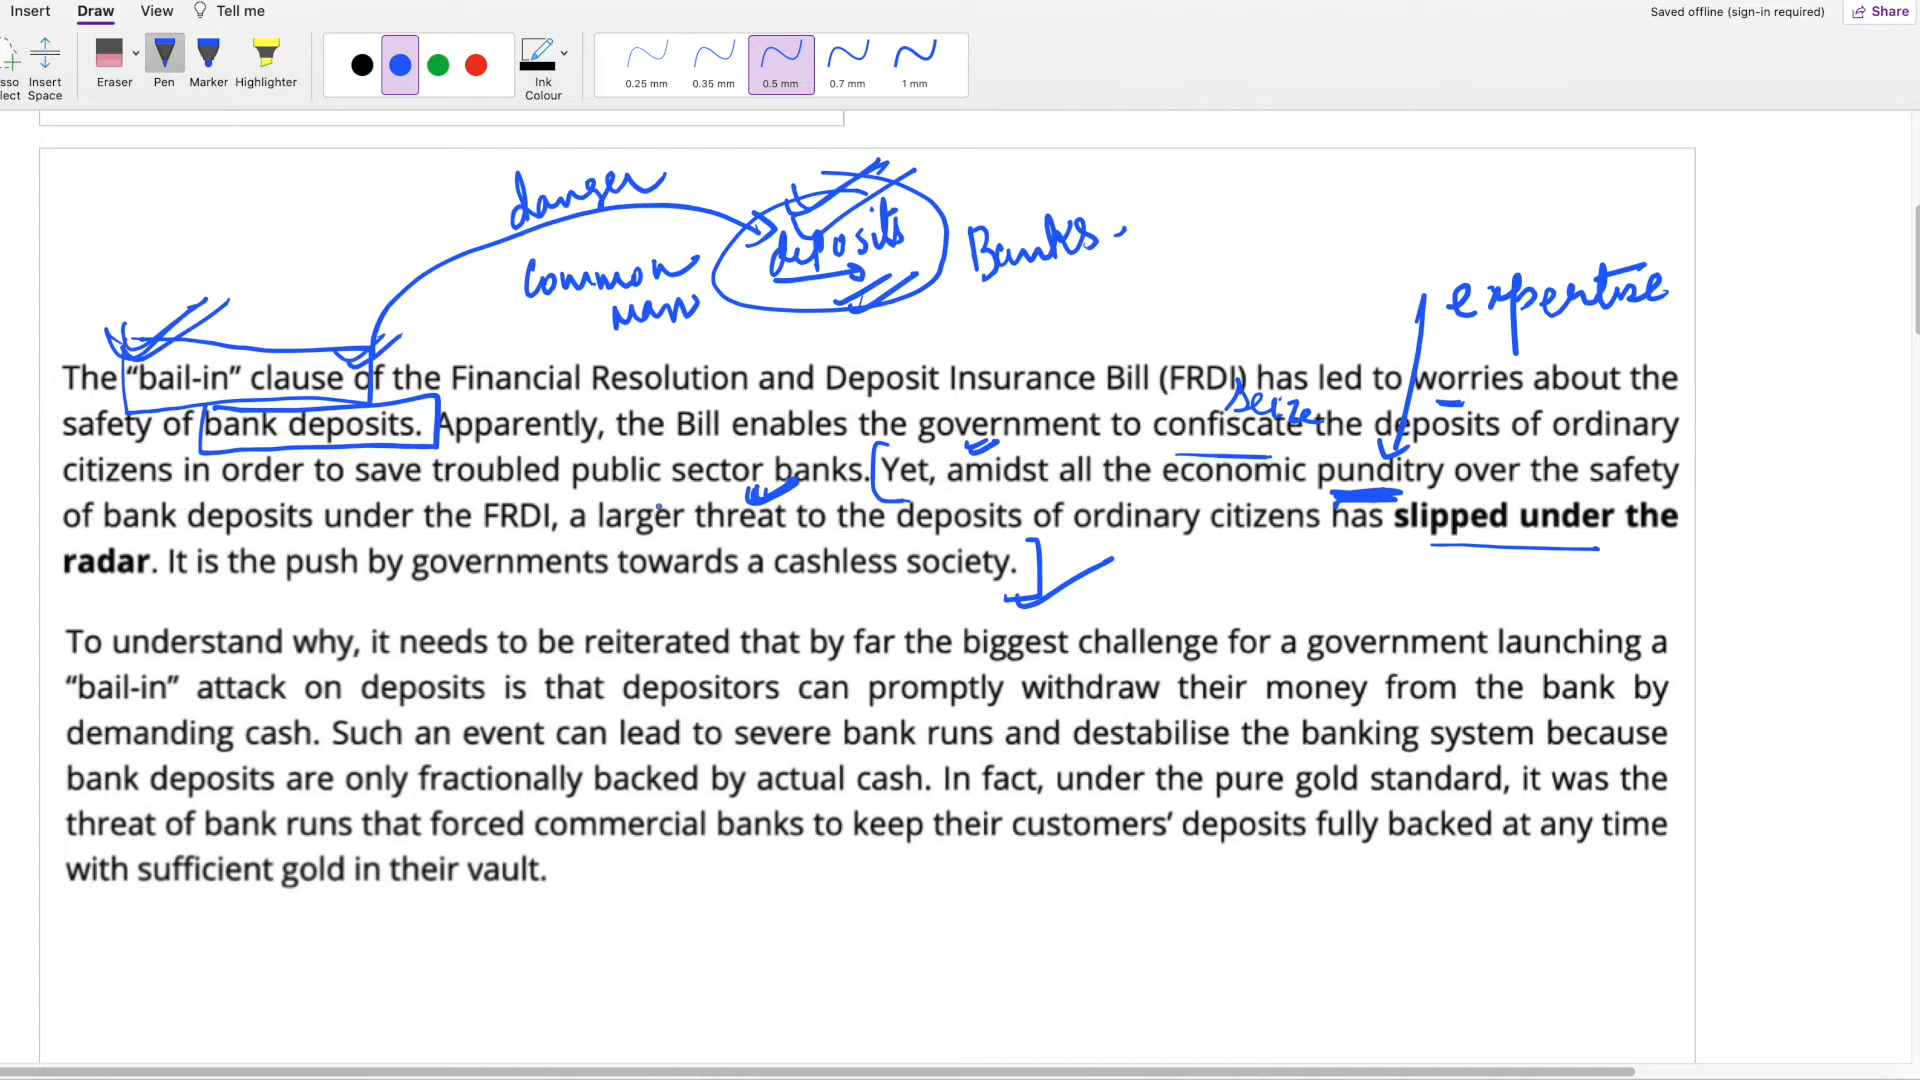 Insert Draw View Tell me Saved offline (sign-in required) Share
Eraser Pen Marker Highlighter Insert Space Ink Colour 0.25 mm 0.35 mm 0.5 mm 0.7 mm 1 mm
danger
deposits
Banks.
common
man
expertise
The “bail-in” clause of the Financial Resolution and Deposit Insurance Bill (FRDI) has led to worries about the
seize
safety of bank deposits. Apparently, the Bill enables the government to confiscate the deposits of ordinary
citizens in order to save troubled public sector banks. Yet, amidst all the economic punditry over the safety
of bank deposits under the FRDI, a larger threat to the deposits of ordinary citizens has slipped under the
radar. It is the push by governments towards a cashless society.
To understand why, it needs to be reiterated that by far the biggest challenge for a government launching a
“bail-in” attack on deposits is that depositors can promptly withdraw their money from the bank by
demanding cash. Such an event can lead to severe bank runs and destabilise the banking system because
bank deposits are only fractionally backed by actual cash. In fact, under the pure gold standard, it was the
threat of bank runs that forced commercial banks to keep their customers’ deposits fully backed at any time
with sufficient gold in their vault.